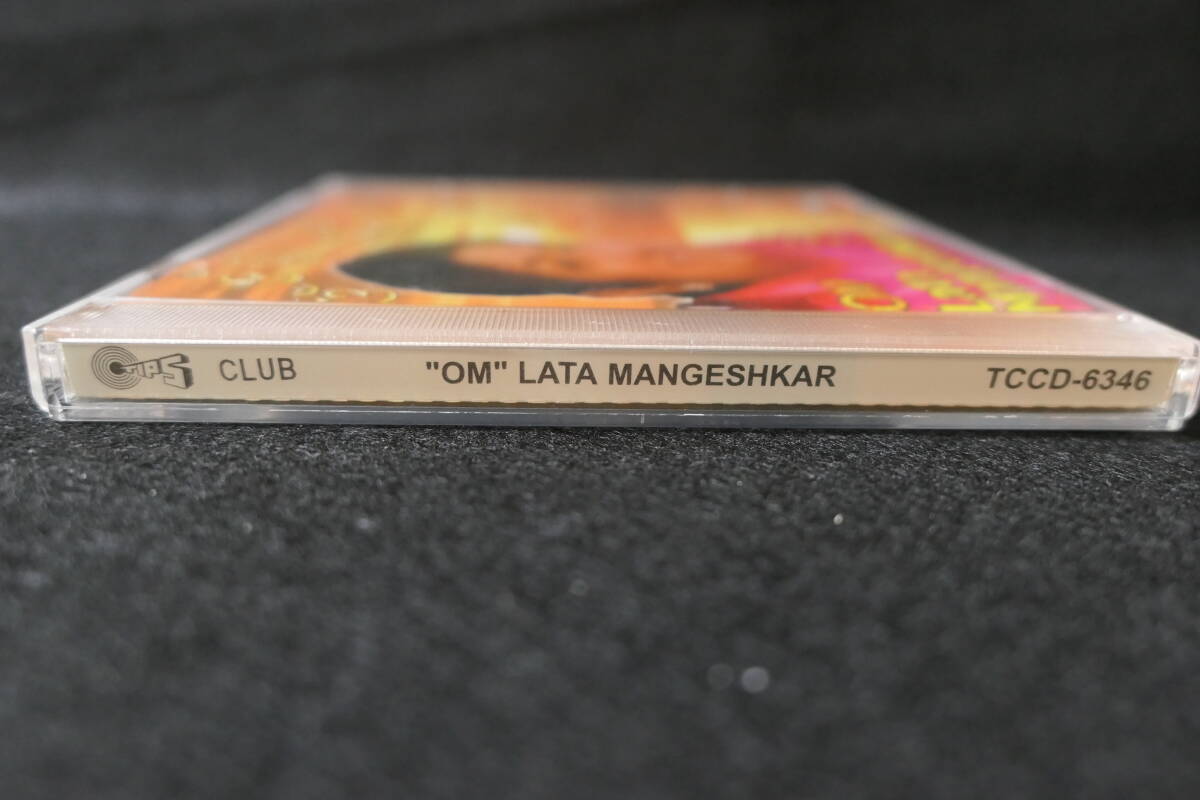 TIPS CLUB "OM" LATA MANGESHKAR TCCD-6346